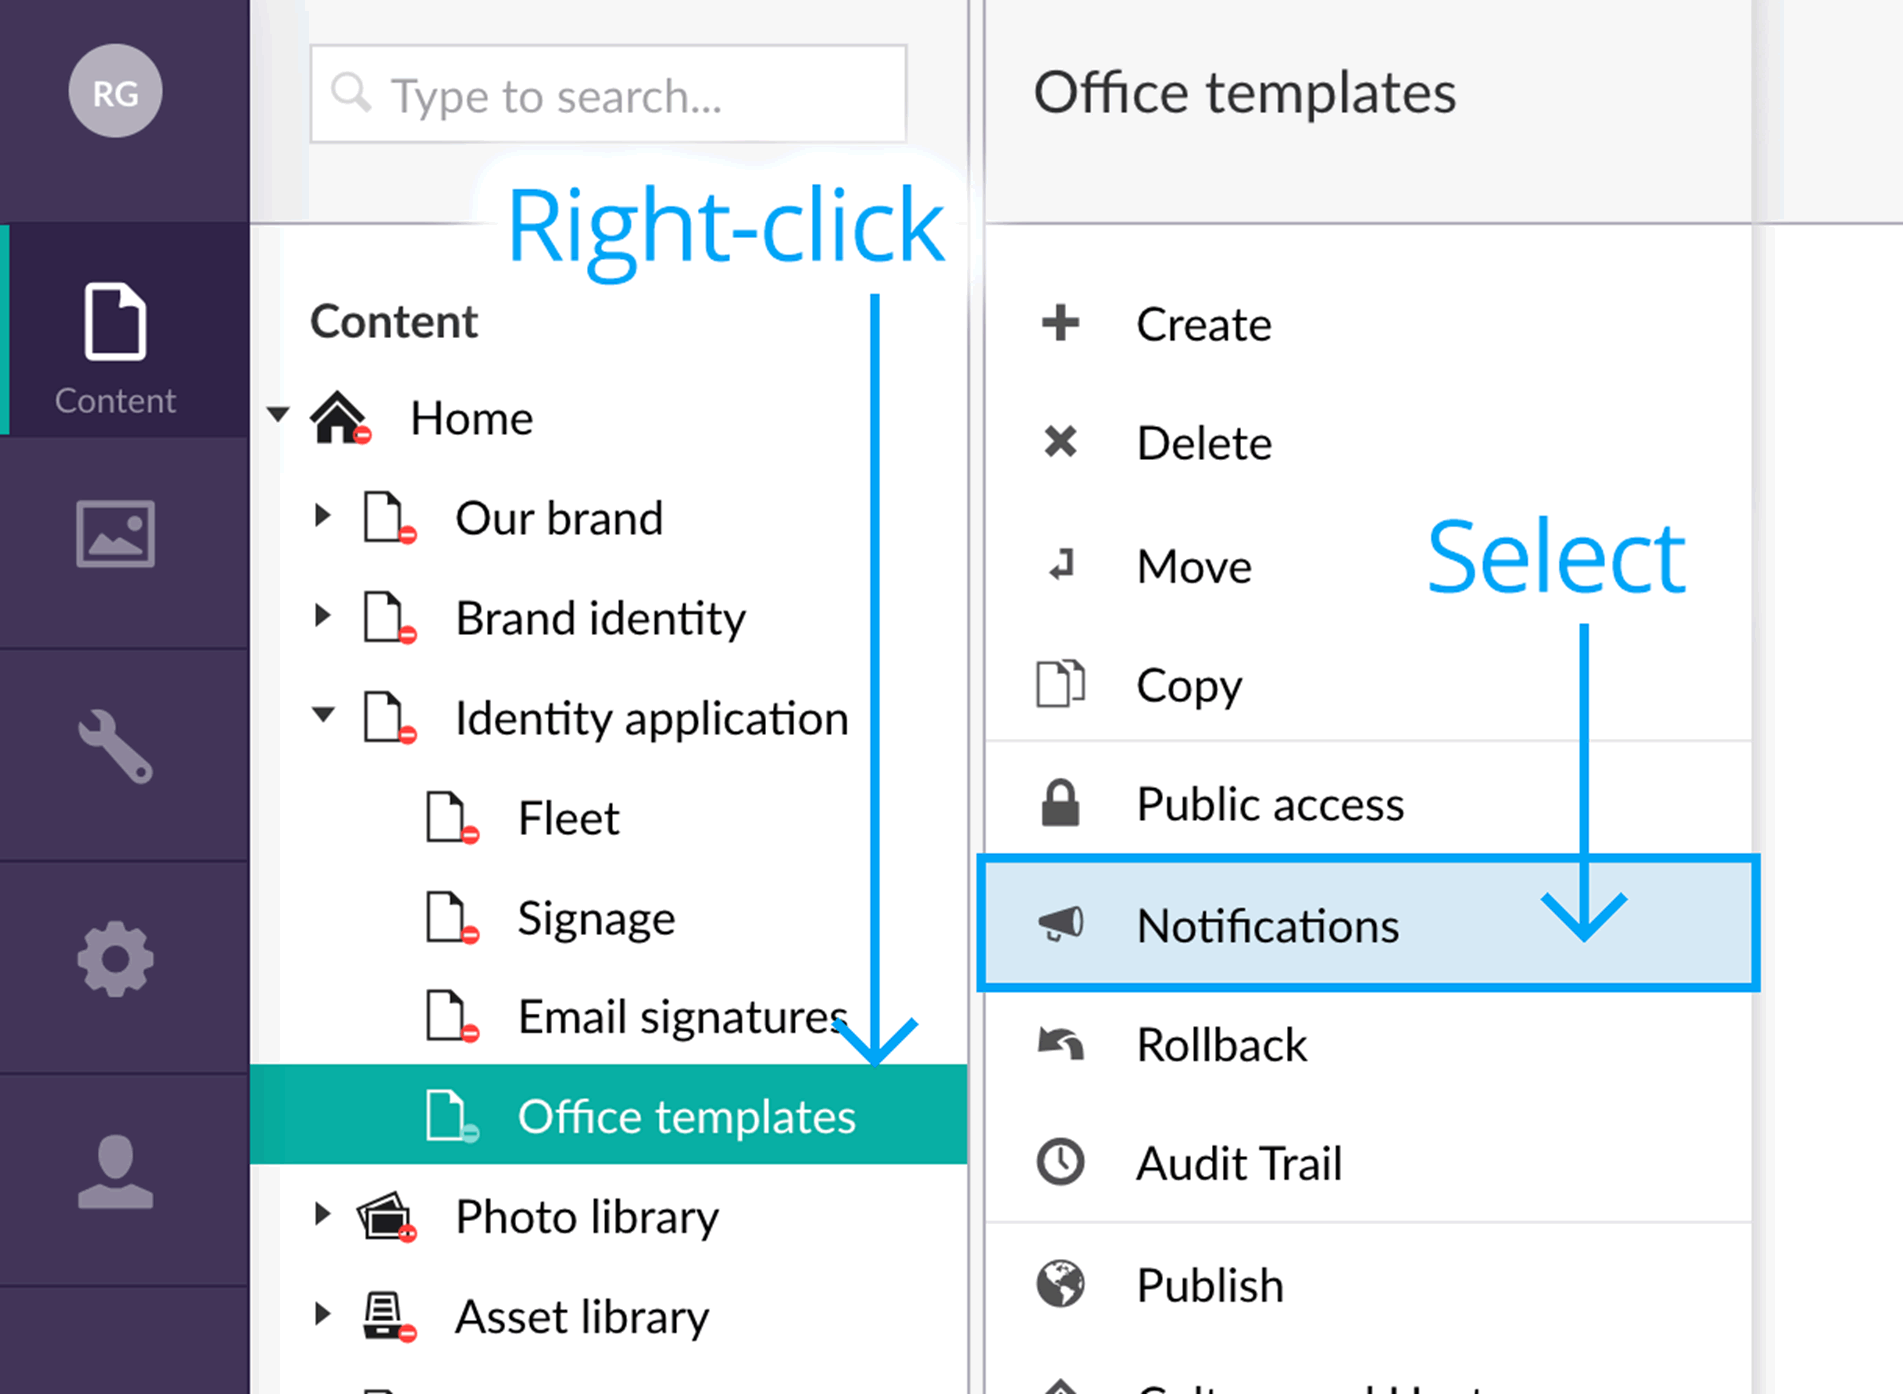 RG
Content
Type to search...
Right-click
Content
Home
Our brand
Brand identity
Identity application
Fleet
Signage
Email signatures
Office templates
Photo library
Asset library
Office templates
Create
Delete
Move
Select
Copy
Public access
Notifications
Rollback
Audit Trail
Publish